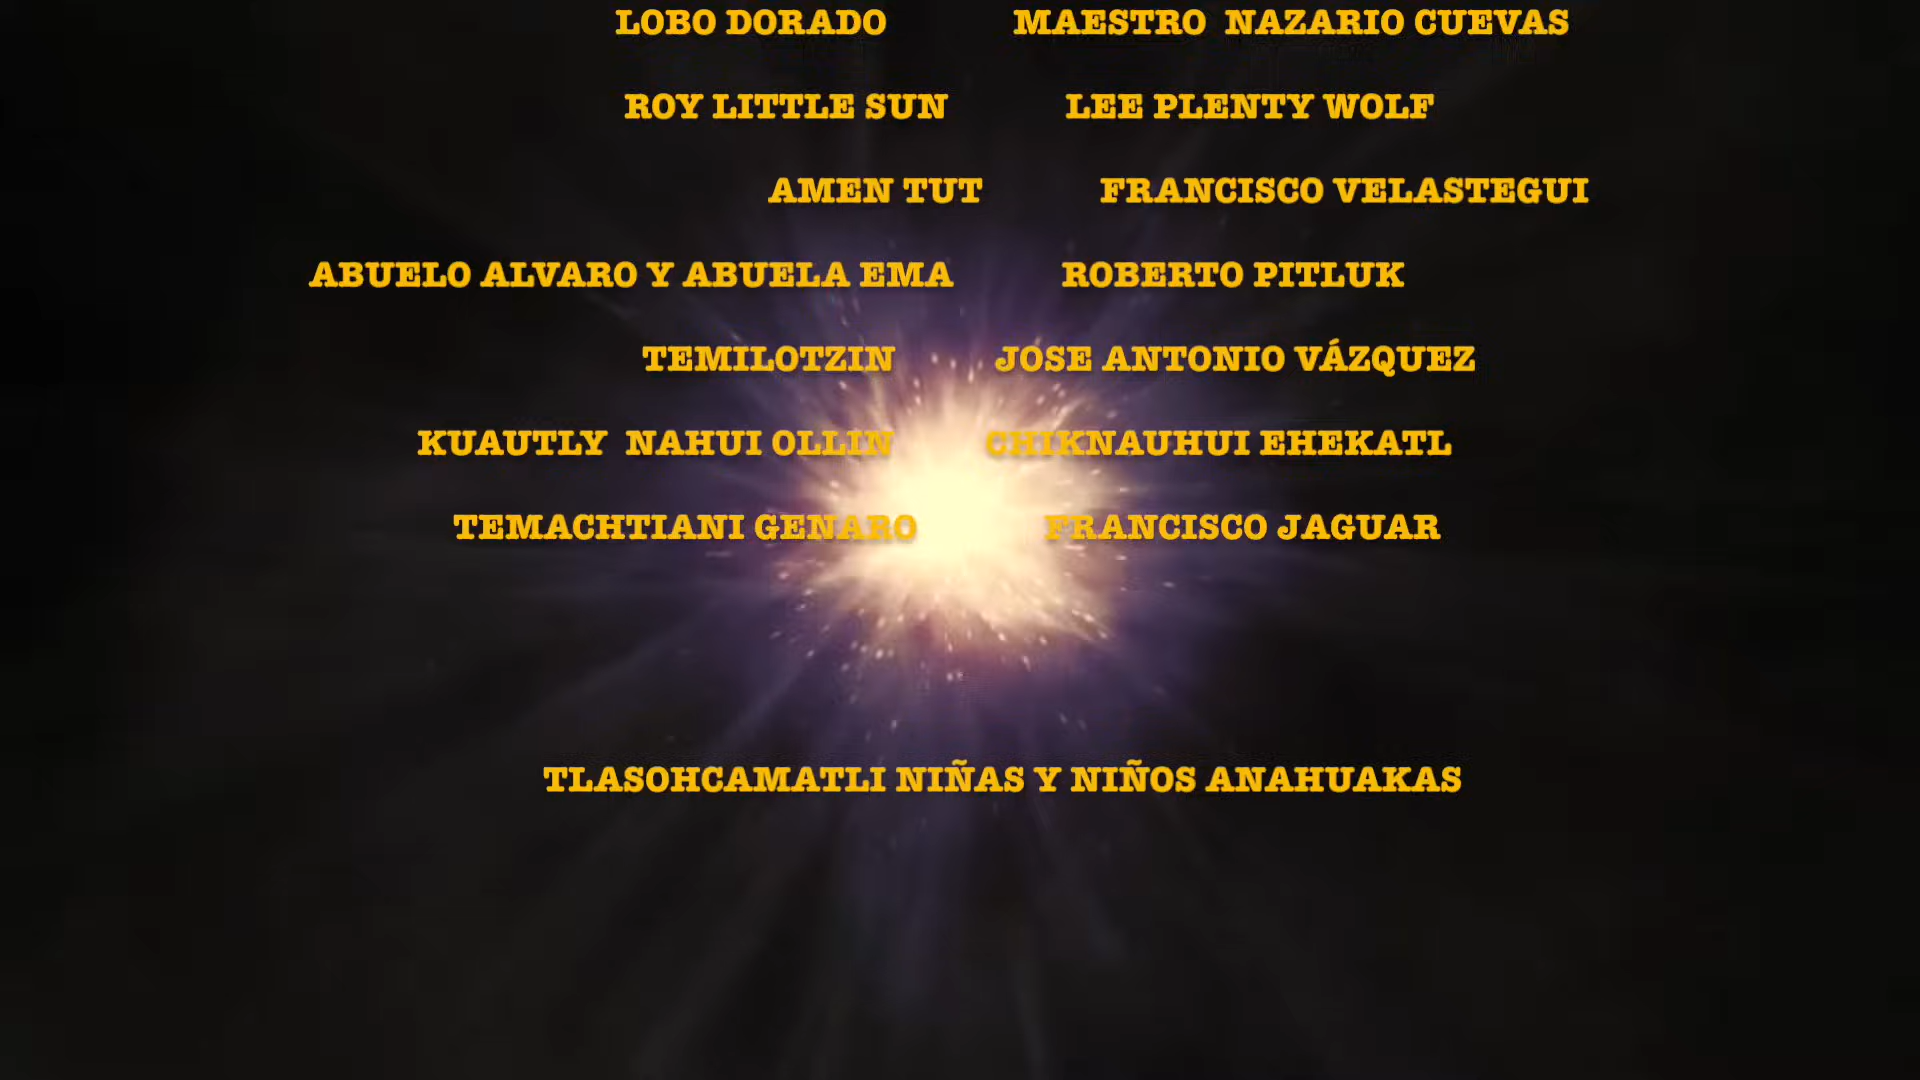 LOBO DORADO MAESTRO NAZARIO CUEVAS
ROY LITTLE SUN LEE PLENTY WOLF
AMEN TUT FRANCISCO VELASTEGUI
ABUELO ALVARO Y ABUELA EMA ROBERTO PITLUK
TEMILOTZIN JOSE ANTONIO VÁZQUEZ
KUAUTLY NAHUI OLLIN CHIKNAUHUI EHEKATL
TEMACHTIANI GENARO FRANCISCO JAGUAR
TLASOHCAMATLI NIÑAS Y NIÑOS ANAHUAKAS